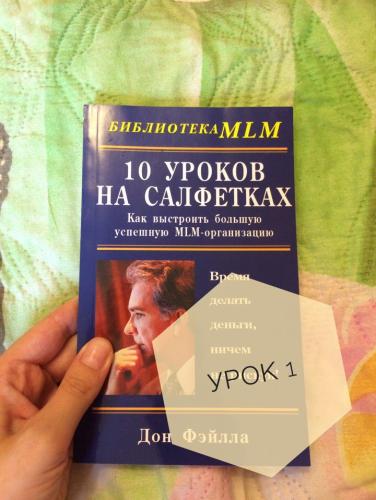 БИБЛИОТЕКА MLM
10 УРОКОВ
НА САЛФЕТКАХ
Как выстроить большую
успешную MLM-организацию
Время
делать
деньги,
ничем
УРОК 1
Дон Фэйлла